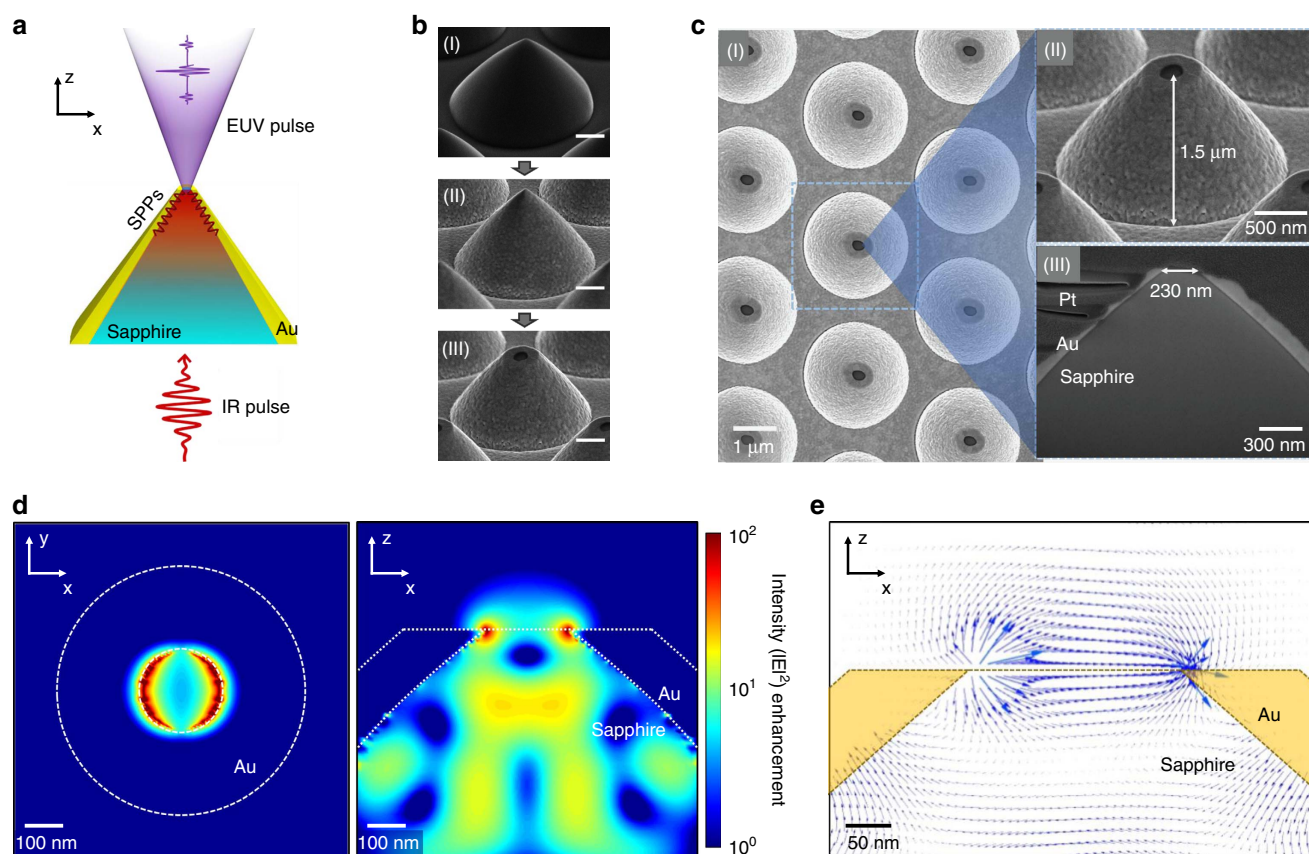 a
z
x
EUV pulse
SPPs
Sapphire
Au
IR pulse
b
(I)
(II)
(III)
c
(I)
1 μm
(II)
1.5 μm
500 nm
(III)
230 nm
Pt
Au
Sapphire
300 nm
d
y
x
Au
100 nm
z
x
Au
Sapphire
100 nm
10²
10¹
10⁰
Intensity (IEI²) enhancement
e
z
x
Au
Sapphire
50 nm